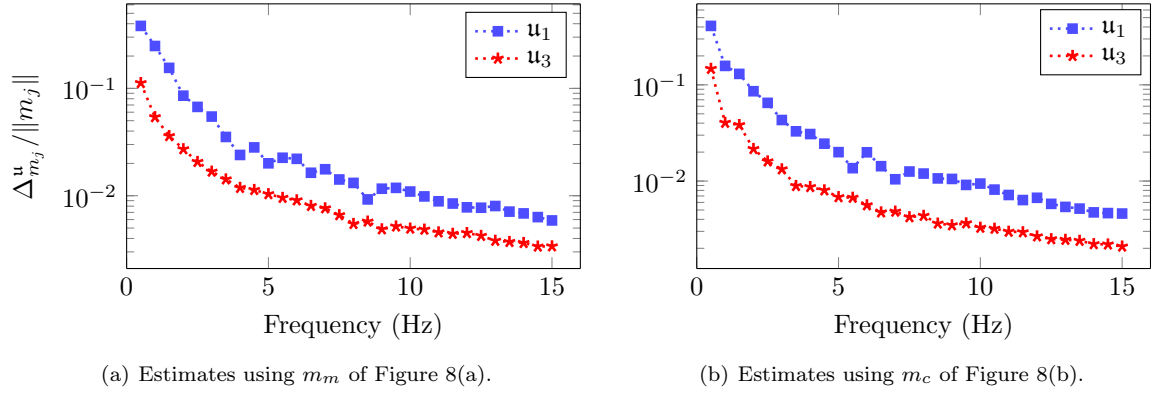 𝔲₁
𝔲₃
10⁻¹
10⁻²
Δ^𝔲_{m_j}/‖m_j‖
0
5
10
15
Frequency (Hz)
(a) Estimates using m_m of Figure 8(a).
𝔲₁
𝔲₃
10⁻¹
10⁻²
0
5
10
15
Frequency (Hz)
(b) Estimates using m_c of Figure 8(b).